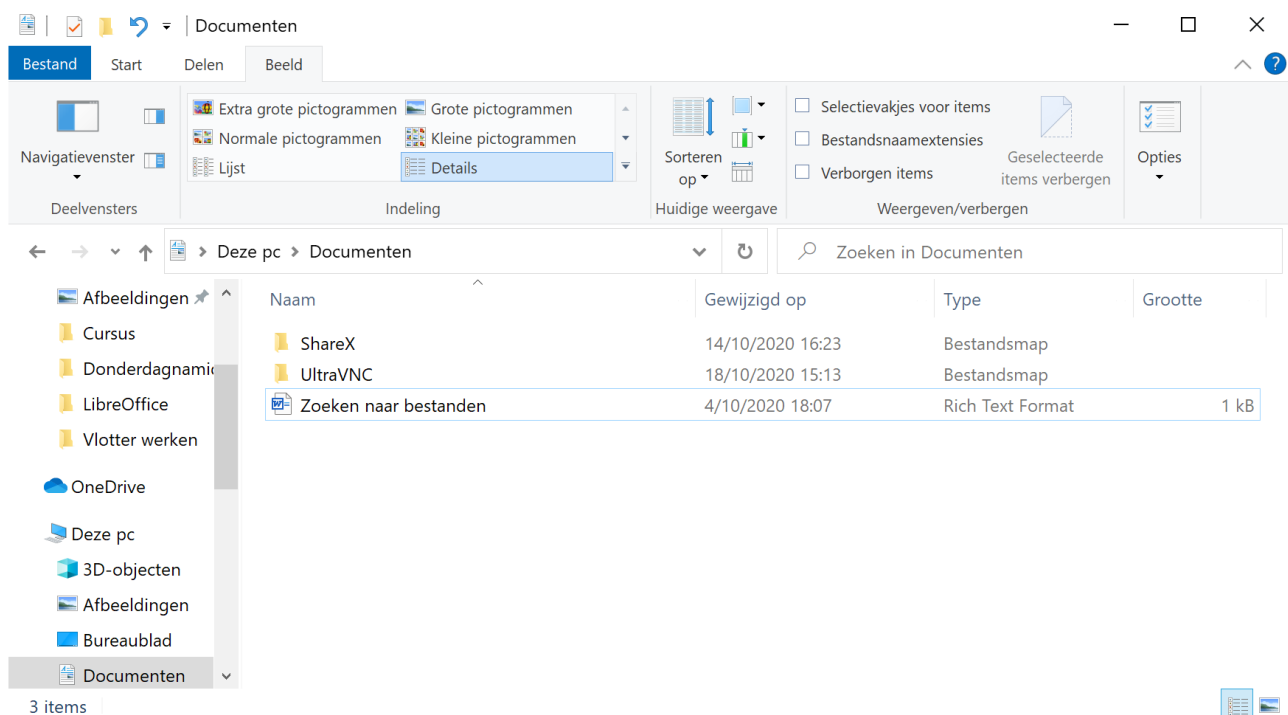 Documenten
Bestand Start Delen Beeld
Extra grote pictogrammen Grote pictogrammen
Normale pictogrammen Kleine pictogrammen
Lijst Details
Navigatievenster
Deelvensters
Indeling
Sorteren
op
Huidige weergave
Selectievakjes voor items
Bestandsnaamextensies
Verborgen items
Geselecteerde
items verbergen
Weergeven/verbergen
Opties
Deze pc Documenten
Zoeken in Documenten
Afbeeldingen
Cursus
Donderdagnami
LibreOffice
Vlotter werken
OneDrive
Deze pc
3D-objecten
Afbeeldingen
Bureaublad
Documenten
Naam Gewijzigd op Type Grootte
ShareX 14/10/2020 16:23 Bestandsmap
UltraVNC 18/10/2020 15:13 Bestandsmap
Zoeken naar bestanden 4/10/2020 18:07 Rich Text Format 1 kB
3 items